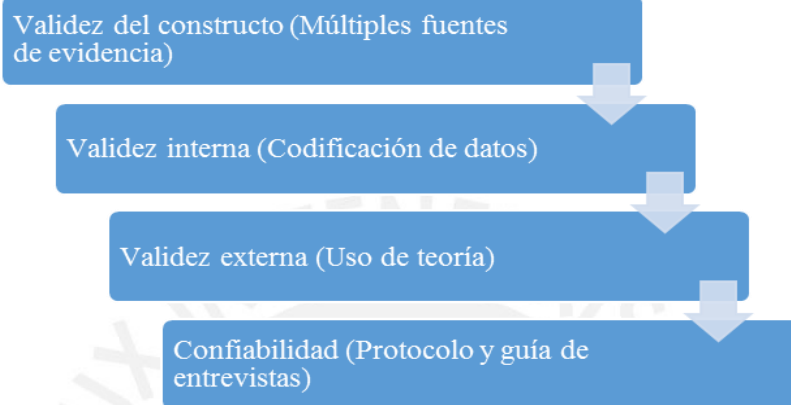 Validez del constructo (Múltiples fuentes
de evidencia)
Validez interna (Codificación de datos)
Validez externa (Uso de teoría)
Confiabilidad (Protocolo y guía de
entrevistas)